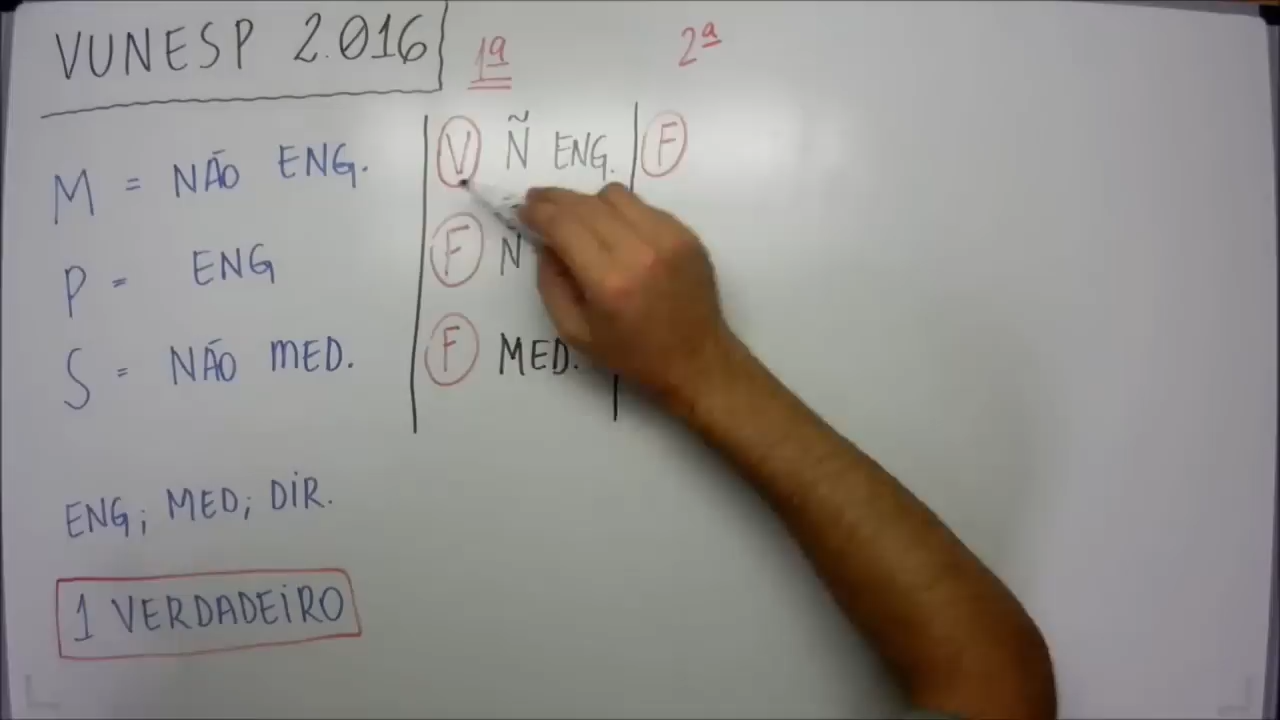 VUNESP 2.016
1ª 2ª
M = NÃO ENG. V Ñ ENG. F
P = ENG F Ñ
S = NÃO MED. F MED.
ENG; MED; DIR.
1 VERDADEIRO